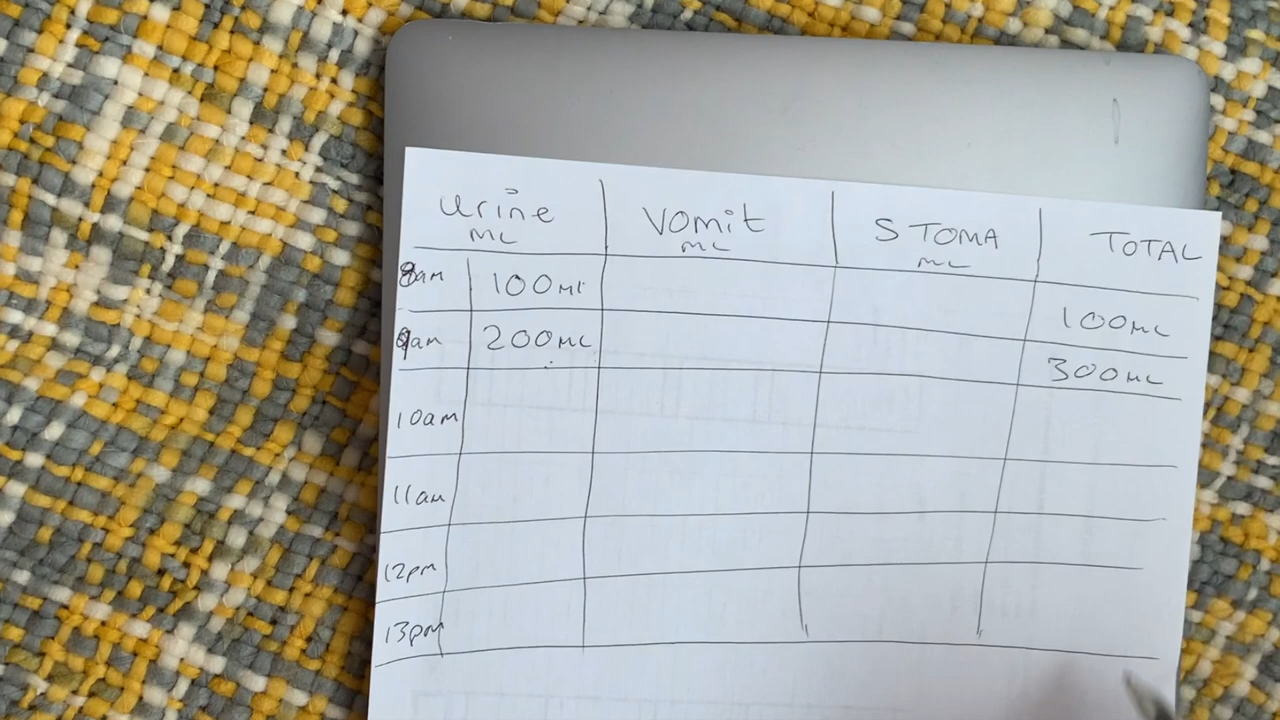 urine vomit STOMA TOTAL
ML ML ML
8am 100ml 100ML
9am 200ML 300ML
10am
11am
12pm
13pm